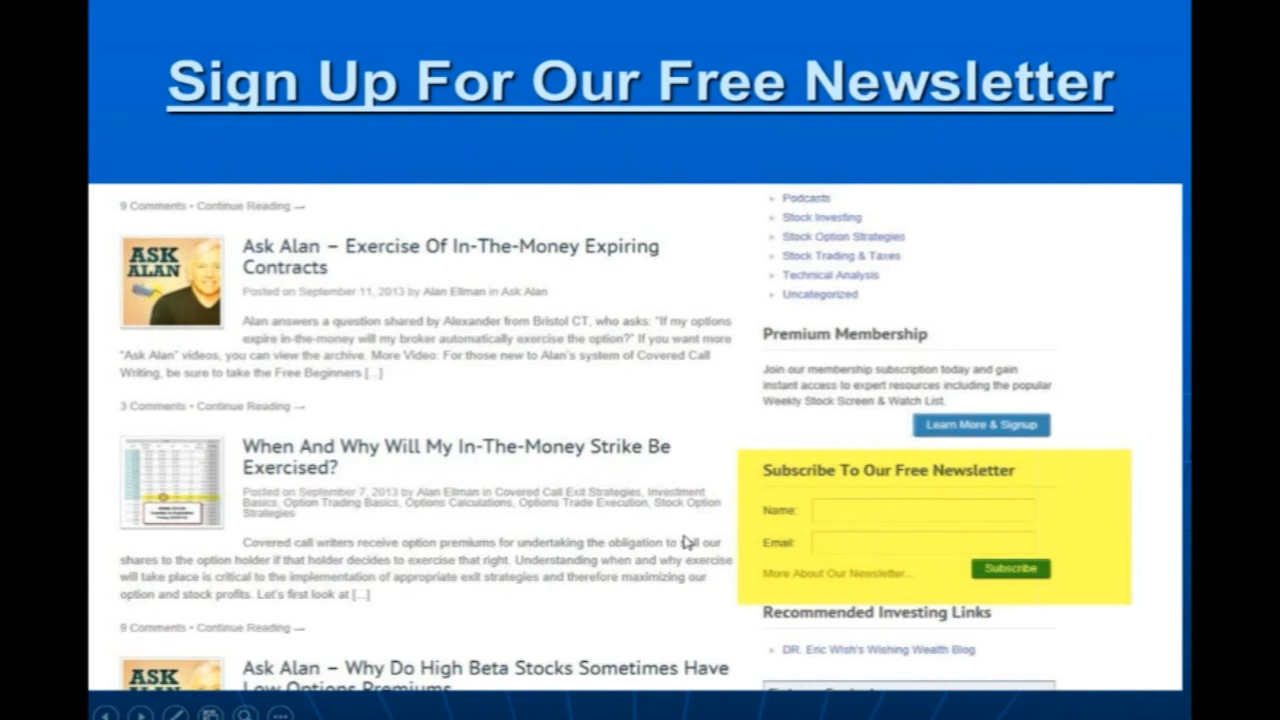 Sign Up For Our Free Newsletter
9 Comments • Continue Reading →
ASK
ALAN
Ask Alan – Exercise Of In-The-Money Expiring
Contracts
Posted on September 11, 2013 by Alan Ellman in Ask Alan
Alan answers a question shared by Alexander from Bristol CT, who asks: "If my options
expire in-the-money will my broker automatically exercise the option?" If you want more
"Ask Alan" videos, you can view the archive. More Video: For those new to Alan's system of Covered Call
Writing, be sure to take the Free Beginners [...]
3 Comments • Continue Reading →
When And Why Will My In-The-Money Strike Be
Exercised?
Posted on September 7, 2013 by Alan Ellman in Covered Call Exit Strategies, Investment
Basics, Option Trading Basics, Options Calculations, Options Trade Execution, Stock Option
Strategies
Covered call writers receive option premiums for undertaking the obligation to our
shares to the option holder if that holder decides to exercise that right. Understanding when and why exercise
will take place is critical to the implementation of appropriate exit strategies and therefore maximizing our
option and stock profits. Let's first look at [...]
9 Comments • Continue Reading →
ASK
ALAN
Ask Alan – Why Do High Beta Stocks Sometimes Have
Low Options Premiums
» Podcasts
» Stock Investing
» Stock Option Strategies
» Stock Trading & Taxes
» Technical Analysis
» Uncategorized
Premium Membership
Join our membership subscription today and gain
instant access to expert resources including the popular
Weekly Stock Screen & Watch List.
Learn More & Signup
Subscribe To Our Free Newsletter
Name:
Email:
More About Our Newsletter...
Subscribe
Recommended Investing Links
» DR. Eric Wish's Wishing Wealth Blog